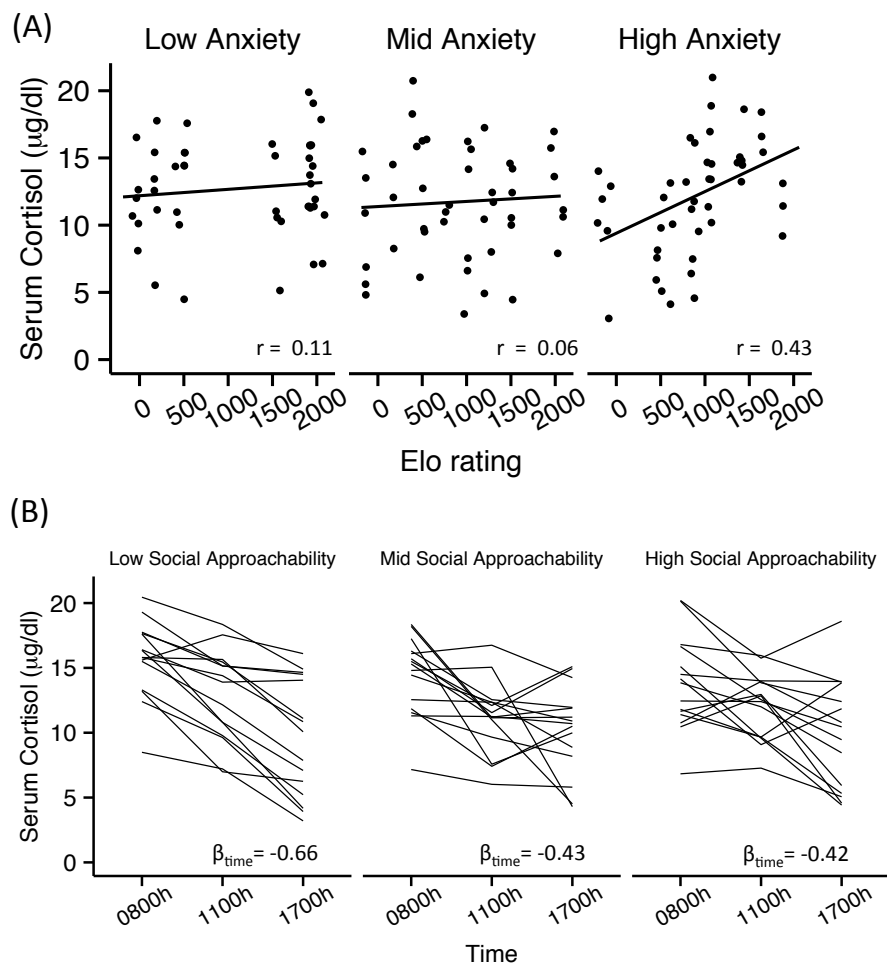 (A)
Low Anxiety Mid Anxiety High Anxiety
Serum Cortisol (μg/dl)
20
15
10
5
0
r = 0.11 r = 0.06 r = 0.43
0 500 1000 1500 2000 0 500 1000 1500 2000 0 500 1000 1500 2000
Elo rating
(B)
Low Social Approachability Mid Social Approachability High Social Approachability
Serum Cortisol (μg/dl)
20
15
10
5
0
βtime= -0.66 βtime= -0.43 βtime= -0.42
0800h 1100h 1700h 0800h 1100h 1700h 0800h 1100h 1700h
Time